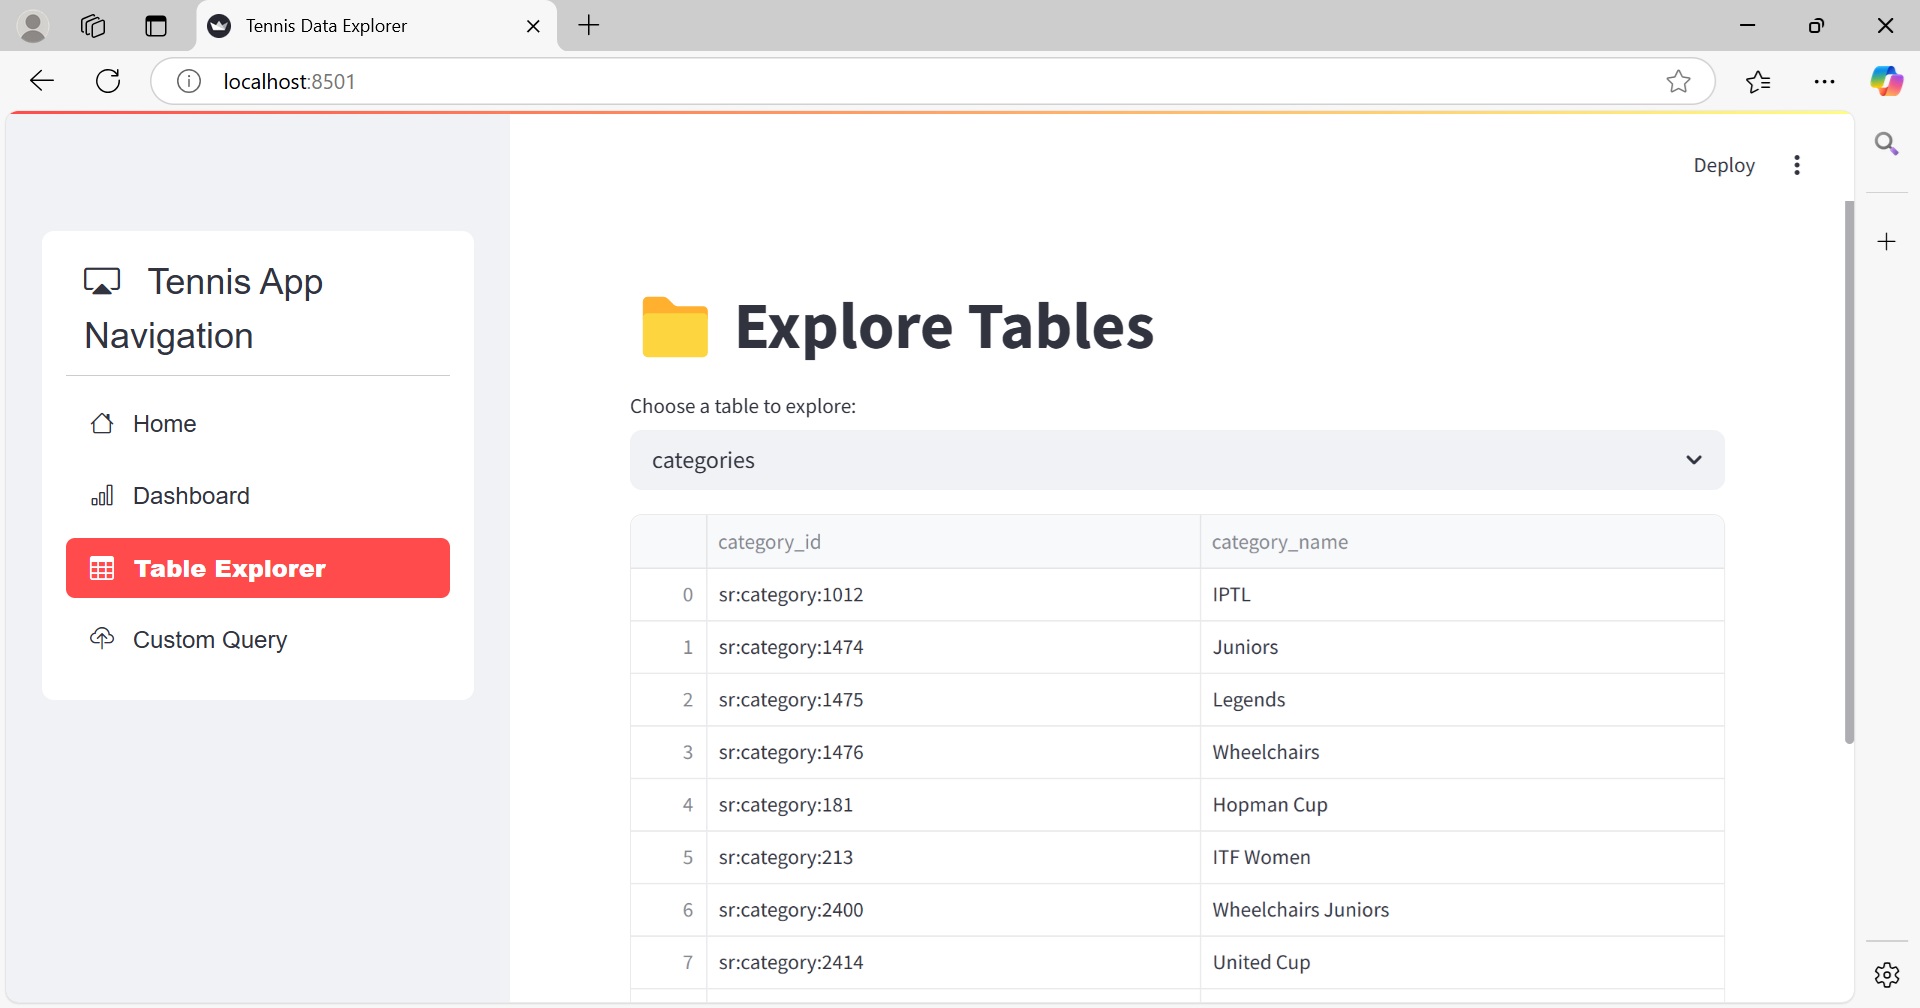 Tennis Data Explorer
localhost:8501
Deploy
Tennis App
Navigation
Home
Dashboard
Table Explorer
Custom Query
Explore Tables
Choose a table to explore:
categories
category_id category_name
0 sr:category:1012 IPTL
1 sr:category:1474 Juniors
2 sr:category:1475 Legends
3 sr:category:1476 Wheelchairs
4 sr:category:181 Hopman Cup
5 sr:category:213 ITF Women
6 sr:category:2400 Wheelchairs Juniors
7 sr:category:2414 United Cup